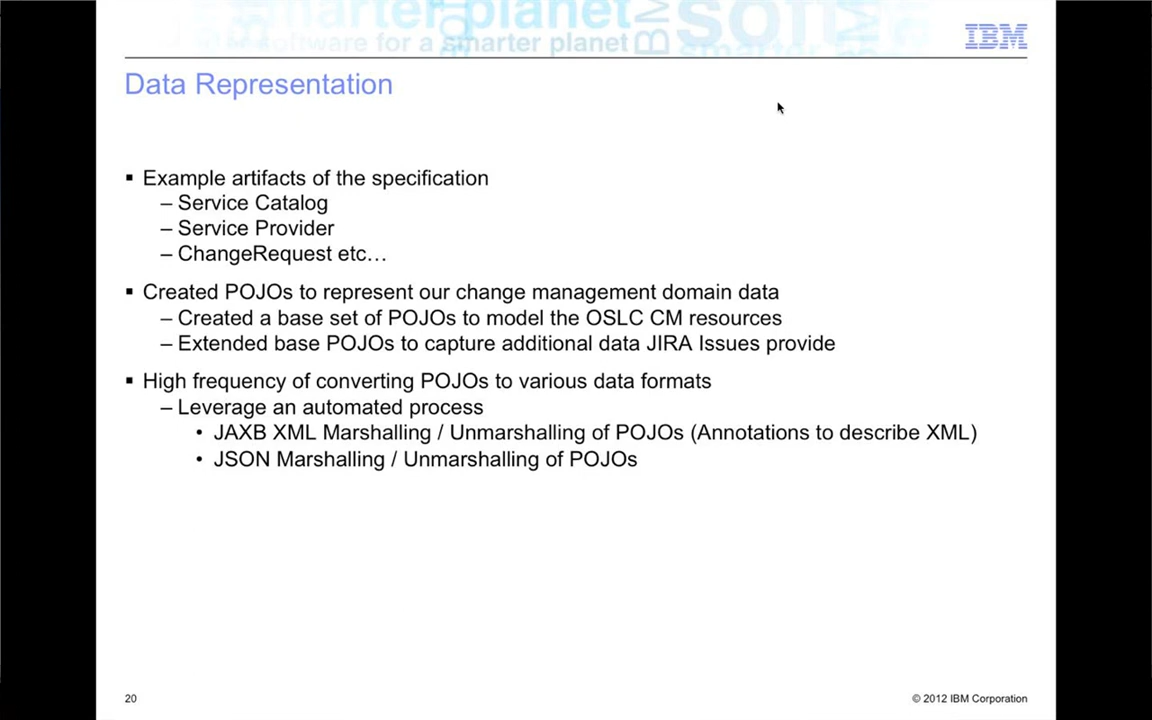 smarter planet
software for a smarter planet
IBM
Data Representation
▪ Example artifacts of the specification
– Service Catalog
– Service Provider
– ChangeRequest etc…
▪ Created POJOs to represent our change management domain data
– Created a base set of POJOs to model the OSLC CM resources
– Extended base POJOs to capture additional data JIRA Issues provide
▪ High frequency of converting POJOs to various data formats
– Leverage an automated process
• JAXB XML Marshalling / Unmarshalling of POJOs (Annotations to describe XML)
• JSON Marshalling / Unmarshalling of POJOs
20
© 2012 IBM Corporation